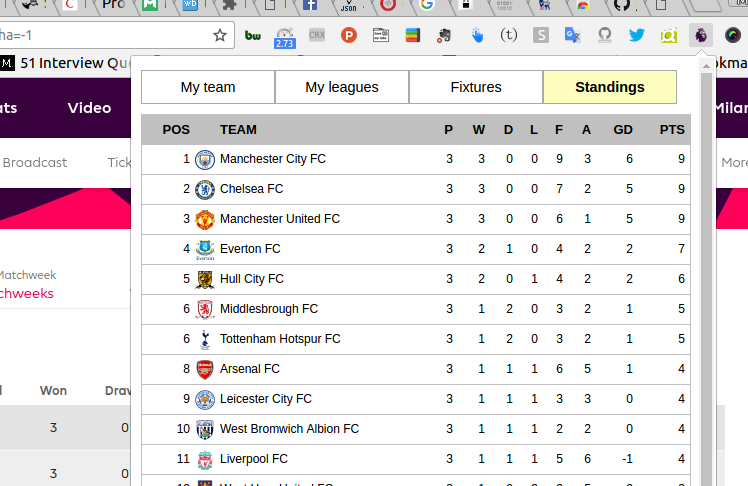 Pro
JSON
ha=-1
bw 2.73 CRX
M. 51 Interview Qu
My team My leagues Fixtures Standings
ats Video Milan
Broadcast Tick More
POS TEAM P W D L F A GD PTS
1 Manchester City FC 3 3 0 0 9 3 6 9
2 Chelsea FC 3 3 0 0 7 2 5 9
3 Manchester United FC 3 3 0 0 6 1 5 9
4 Everton FC 3 2 1 0 4 2 2 7
5 Hull City FC 3 2 0 1 4 2 2 6
6 Middlesbrough FC 3 1 2 0 3 2 1 5
6 Tottenham Hotspur FC 3 1 2 0 3 2 1 5
8 Arsenal FC 3 1 1 1 6 5 1 4
9 Leicester City FC 3 1 1 1 3 3 0 4
10 West Bromwich Albion FC 3 1 1 1 2 2 0 4
11 Liverpool FC 3 1 1 1 5 6 -1 4
Matchweek
chweeks
Won Draw
3 0
3 0